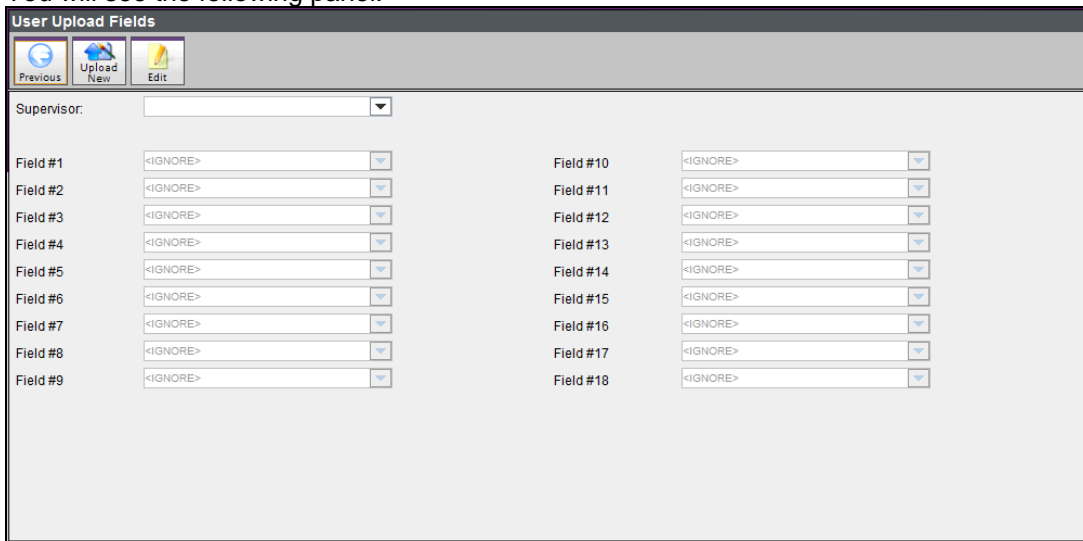 You will see the following panel.
User Upload Fields
Previous
Upload
New
Edit
Supervisor:
Field #1 <IGNORE> Field #10 <IGNORE>
Field #2 <IGNORE> Field #11 <IGNORE>
Field #3 <IGNORE> Field #12 <IGNORE>
Field #4 <IGNORE> Field #13 <IGNORE>
Field #5 <IGNORE> Field #14 <IGNORE>
Field #6 <IGNORE> Field #15 <IGNORE>
Field #7 <IGNORE> Field #16 <IGNORE>
Field #8 <IGNORE> Field #17 <IGNORE>
Field #9 <IGNORE> Field #18 <IGNORE>